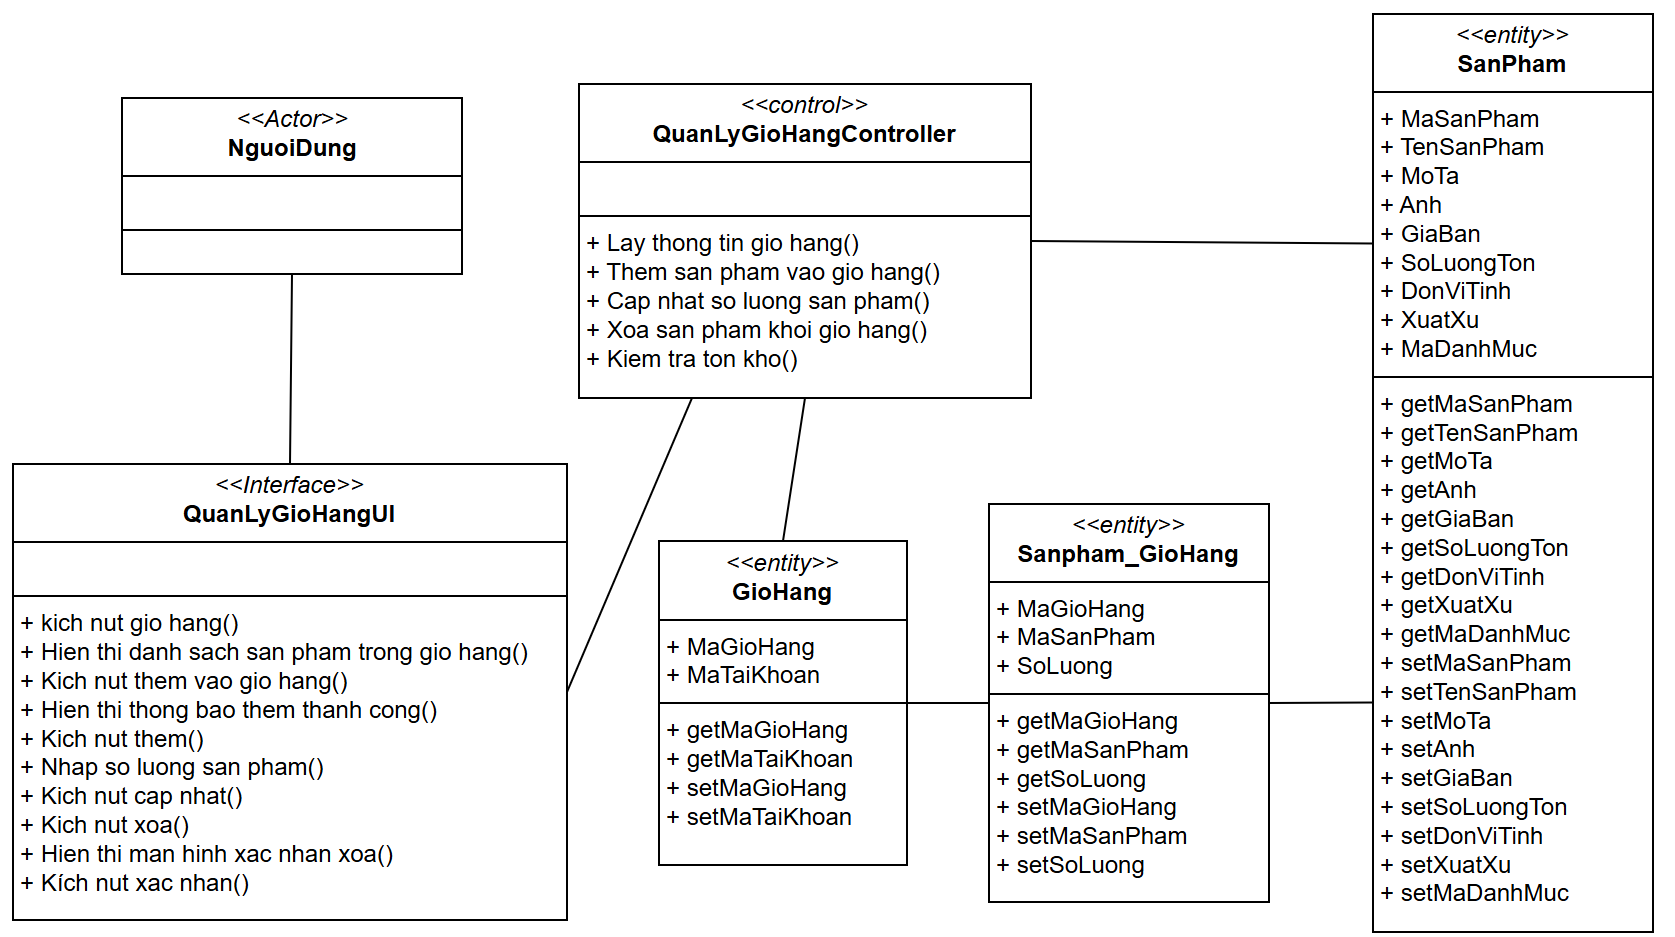 <<Actor>>
NguoiDung
<<control>>
QuanLyGioHangController
+ Lay thong tin gio hang()
+ Them san pham vao gio hang()
+ Cap nhat so luong san pham()
+ Xoa san pham khoi gio hang()
+ Kiem tra ton kho()
<<entity>>
SanPham
+ MaSanPham
+ TenSanPham
+ MoTa
+ Anh
+ GiaBan
+ SoLuongTon
+ DonViTinh
+ XuatXu
+ MaDanhMuc
+ getMaSanPham
+ getTenSanPham
+ getMoTa
+ getAnh
+ getGiaBan
+ getSoLuongTon
+ getDonViTinh
+ getXuatXu
+ getMaDanhMuc
+ setMaSanPham
+ setTenSanPham
+ setMoTa
+ setAnh
+ setGiaBan
+ setSoLuongTon
+ setDonViTinh
+ setXuatXu
+ setMaDanhMuc
<<Interface>>
QuanLyGioHangUI
+ kich nut gio hang()
+ Hien thi danh sach san pham trong gio hang()
+ Kich nut them vao gio hang()
+ Hien thi thong bao them thanh cong()
+ Kich nut them()
+ Nhap so luong san pham()
+ Kich nut cap nhat()
+ Kich nut xoa()
+ Hien thi man hinh xac nhan xoa()
+ Kích nut xac nhan()
<<entity>>
GioHang
+ MaGioHang
+ MaTaiKhoan
+ getMaGioHang
+ getMaTaiKhoan
+ setMaGioHang
+ setMaTaiKhoan
<<entity>>
Sanpham_GioHang
+ MaGioHang
+ MaSanPham
+ SoLuong
+ getMaGioHang
+ getMaSanPham
+ getSoLuong
+ setMaGioHang
+ setMaSanPham
+ setSoLuong